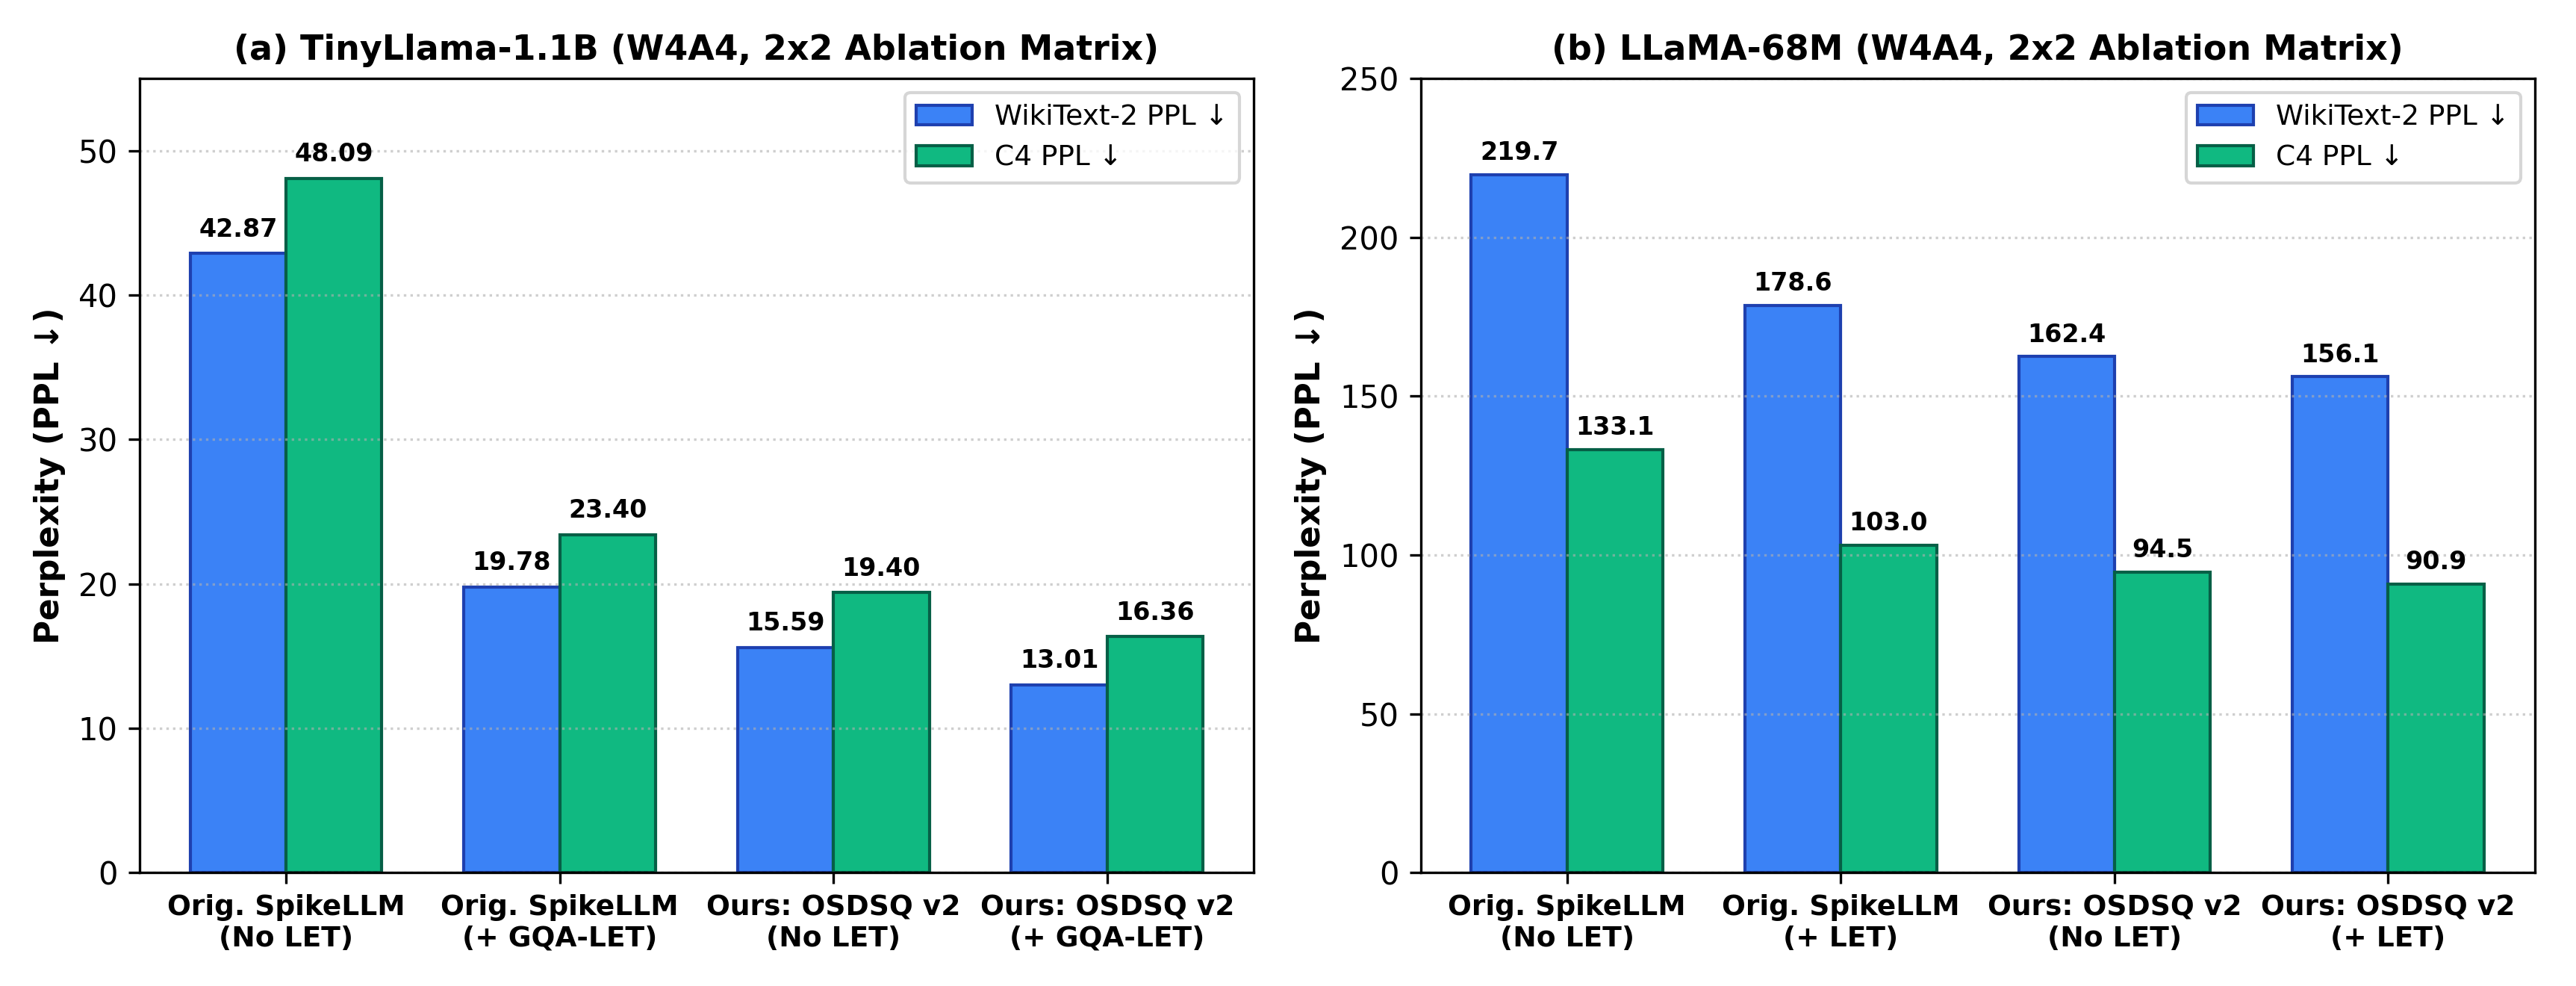 (a) TinyLlama-1.1B (W4A4, 2x2 Ablation Matrix)
Perplexity (PPL ↓)
50
40
30
20
10
0
WikiText-2 PPL ↓
C4 PPL ↓
42.87
48.09
19.78
23.40
15.59
19.40
13.01
16.36
Orig. SpikeLLM
(No LET)
Orig. SpikeLLM
(+ GQA-LET)
Ours: OSDSQ v2
(No LET)
Ours: OSDSQ v2
(+ GQA-LET)
(b) LLaMA-68M (W4A4, 2x2 Ablation Matrix)
Perplexity (PPL ↓)
250
200
150
100
50
0
WikiText-2 PPL ↓
C4 PPL ↓
219.7
133.1
178.6
103.0
162.4
94.5
156.1
90.9
Orig. SpikeLLM
(No LET)
Orig. SpikeLLM
(+ LET)
Ours: OSDSQ v2
(No LET)
Ours: OSDSQ v2
(+ LET)